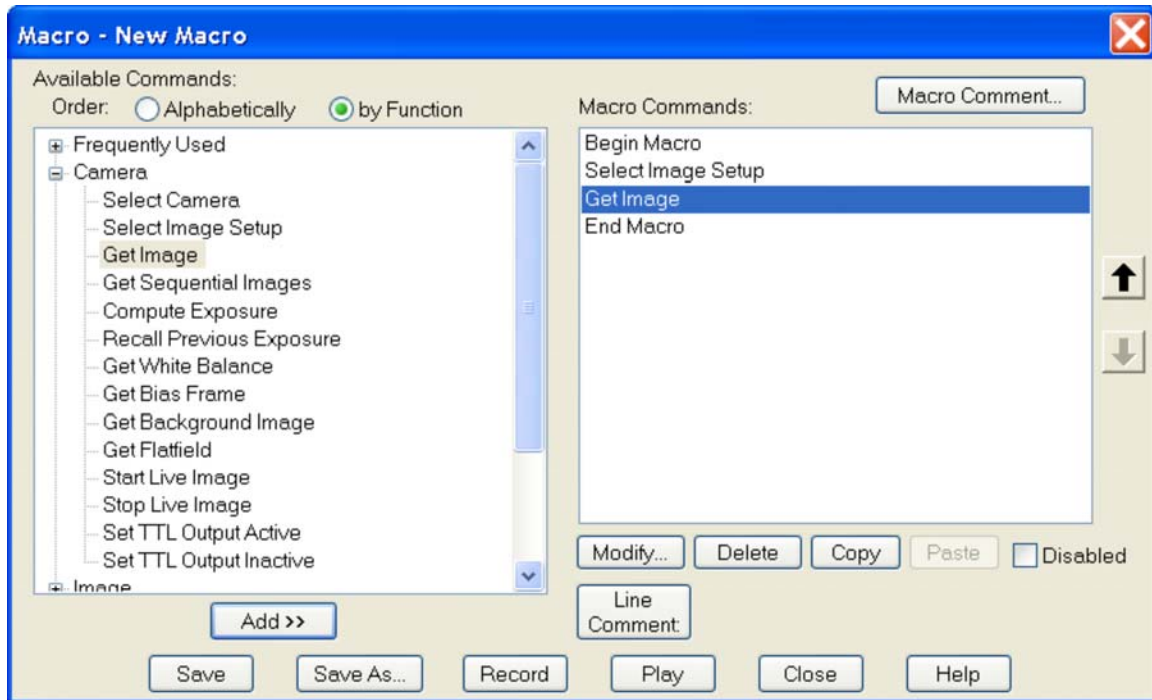 Macro - New Macro
Available Commands:
Order: Alphabetically by Function
Frequently Used
Camera
Select Camera
Select Image Setup
Get Image
Get Sequential Images
Compute Exposure
Recall Previous Exposure
Get White Balance
Get Bias Frame
Get Background Image
Get Flatfield
Start Live Image
Stop Live Image
Set TTL Output Active
Set TTL Output Inactive
Image
Add >>
Macro Commands:
Macro Comment...
Begin Macro
Select Image Setup
Get Image
End Macro
Modify... Delete Copy Paste Disabled
Line
Comment:
Save Save As... Record Play Close Help